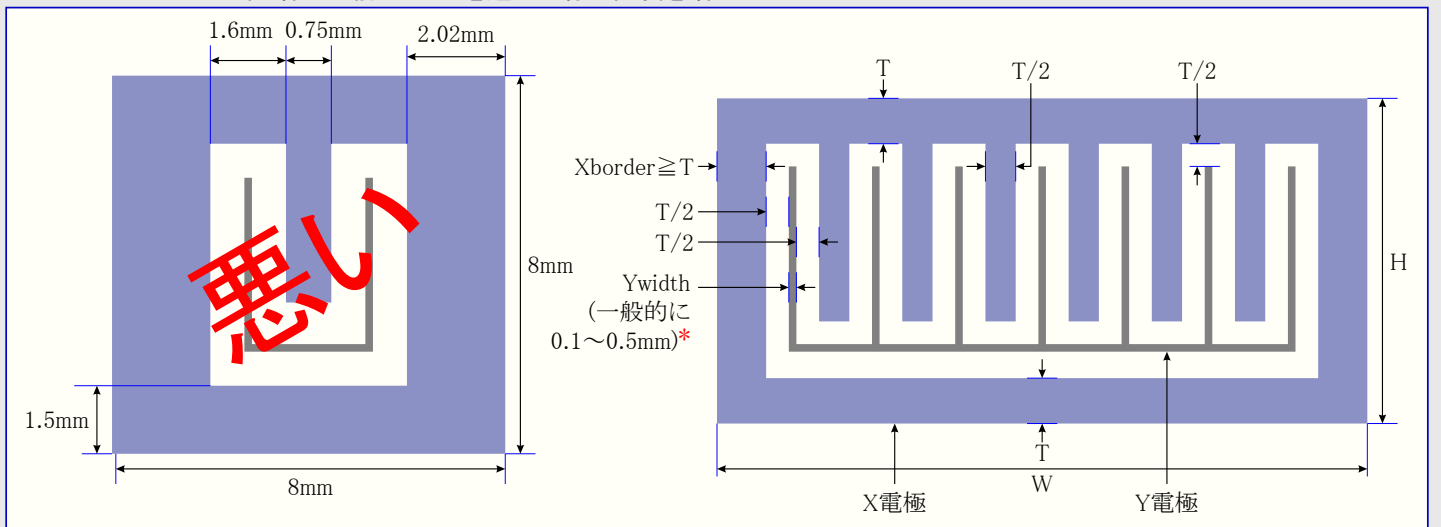 1.6mm
0.75mm
2.02mm
8mm
1.5mm
8mm
悪い
T
T/2
T/2
Xborder≧T
T/2
T/2
Ywidth
(一般的に
0.1～0.5mm)*
H
T
W
X電極
Y電極